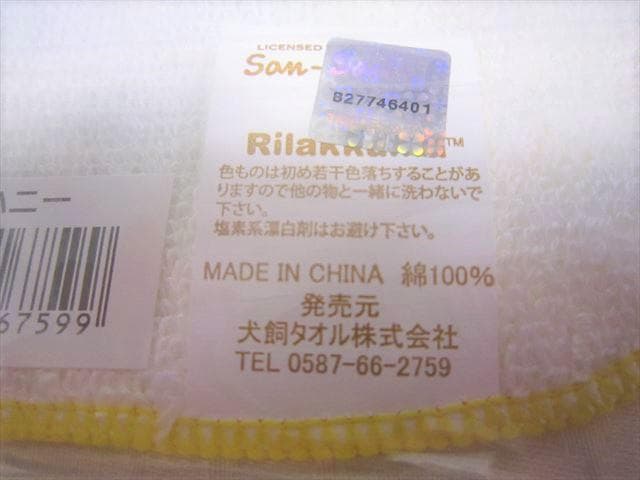 LICENSED
San-
B27746401
Rilakkuma™
色ものは初め若干色落ちすることがあ
りますので他の物と一緒に洗わないで
下さい。
塩素系漂白剤はお避け下さい。
MADE IN CHINA 綿100%
発売元
犬飼タオル株式会社
TEL 0587-66-2759
ハニー
67599